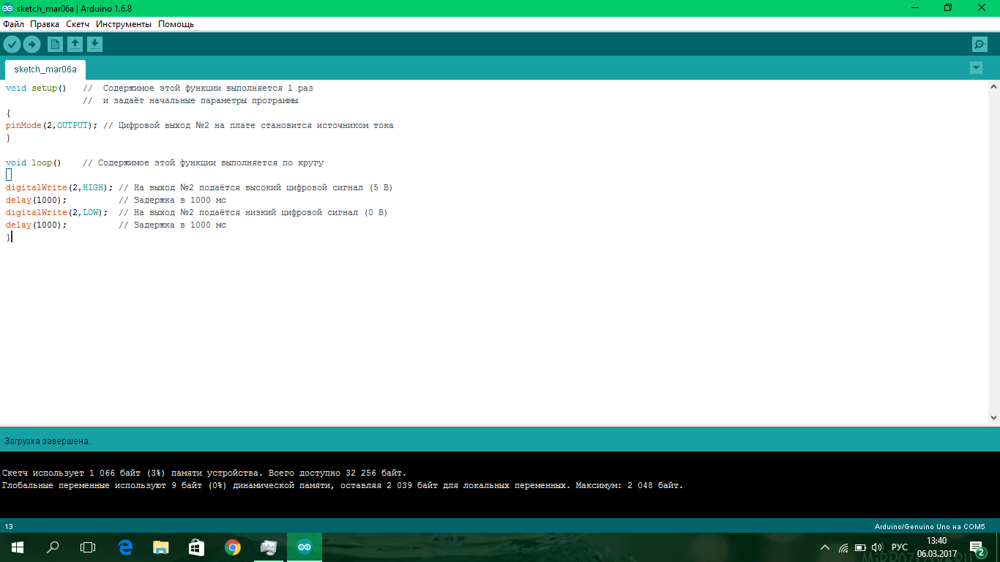 sketch_mar06a | Arduino 1.6.8
Файл Правка Скетч Инструменты Помощь
sketch_mar06a
void setup()   //  Содержимое этой функции выполняется 1 раз
               //  и задаёт начальные параметры программы
{
pinMode(2,OUTPUT); // Цифровой выход №2 на плате становится источником тока
}
void loop()    // Содержимое этой функции выполняется по кругу
digitalWrite(2,HIGH); // На выход №2 подаётся высокий цифровой сигнал (5 В)
delay(1000);          // Задержка в 1000 мс
digitalWrite(2,LOW);  // На выход №2 подаётся низкий цифровой сигнал (0 В)
delay(1000);          // Задержка в 1000 мс
}
Загрузка завершена.
Скетч использует 1 066 байт (3%) памяти устройства. Всего доступно 32 256 байт.
Глобальные переменные используют 9 байт (0%) динамической памяти, оставляя 2 039 байт для локальных переменных. Максимум: 2 048 байт.
13
Arduino/Genuino Uno на COM5
РУС
13:40
06.03.2017
2